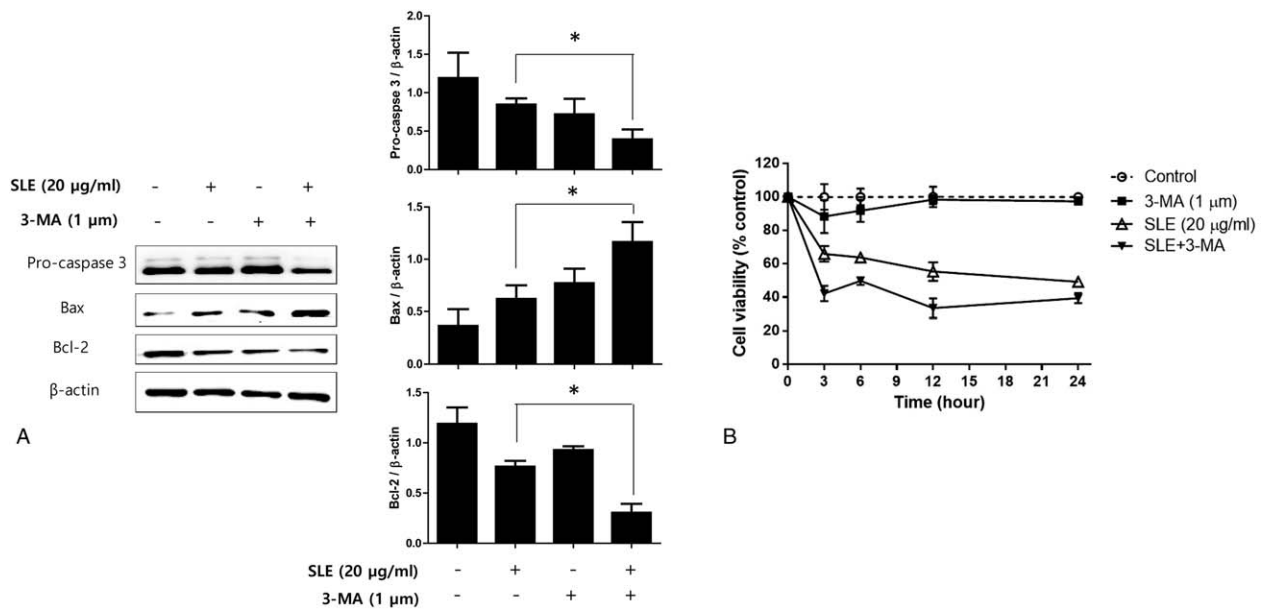 SLE (20 μg/ml) - + - +
3-MA (1 μm) - - + +
Pro-caspase 3
Bax
Bcl-2
β-actin
A
Pro-caspse 3 / β-actin
2.0
1.5
1.0
0.5
0.0
*
Bax / β-actin
1.5
1.0
0.5
0.0
*
Bcl-2 / β-actin
1.5
1.0
0.5
0.0
*
SLE (20 μg/ml) - + - +
3-MA (1 μm) - - + +
Cell viability (% control)
120
100
80
60
40
20
0
0 3 6 9 12 15 18 21 24
Time (hour)
Control
3-MA (1 μm)
SLE (20 μg/ml)
SLE+3-MA
B